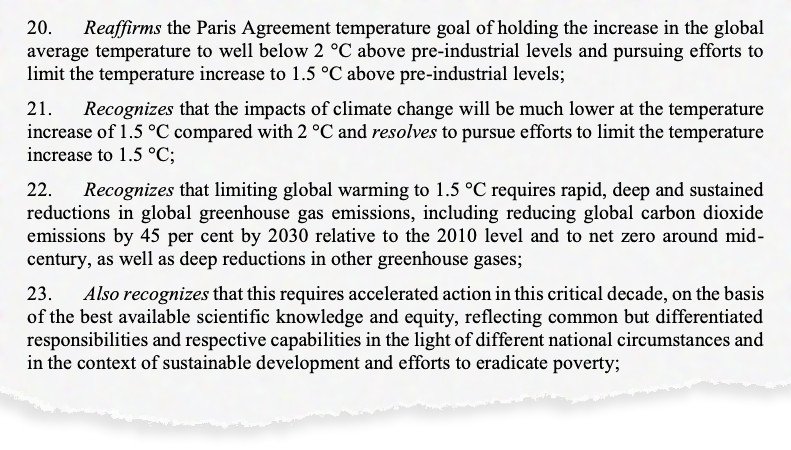 20. Reaffirms the Paris Agreement temperature goal of holding the increase in the global
average temperature to well below 2 °C above pre-industrial levels and pursuing efforts to
limit the temperature increase to 1.5 °C above pre-industrial levels;
21. Recognizes that the impacts of climate change will be much lower at the temperature
increase of 1.5 °C compared with 2 °C and resolves to pursue efforts to limit the temperature
increase to 1.5 °C;
22. Recognizes that limiting global warming to 1.5 °C requires rapid, deep and sustained
reductions in global greenhouse gas emissions, including reducing global carbon dioxide
emissions by 45 per cent by 2030 relative to the 2010 level and to net zero around mid-
century, as well as deep reductions in other greenhouse gases;
23. Also recognizes that this requires accelerated action in this critical decade, on the basis
of the best available scientific knowledge and equity, reflecting common but differentiated
responsibilities and respective capabilities in the light of different national circumstances and
in the context of sustainable development and efforts to eradicate poverty;